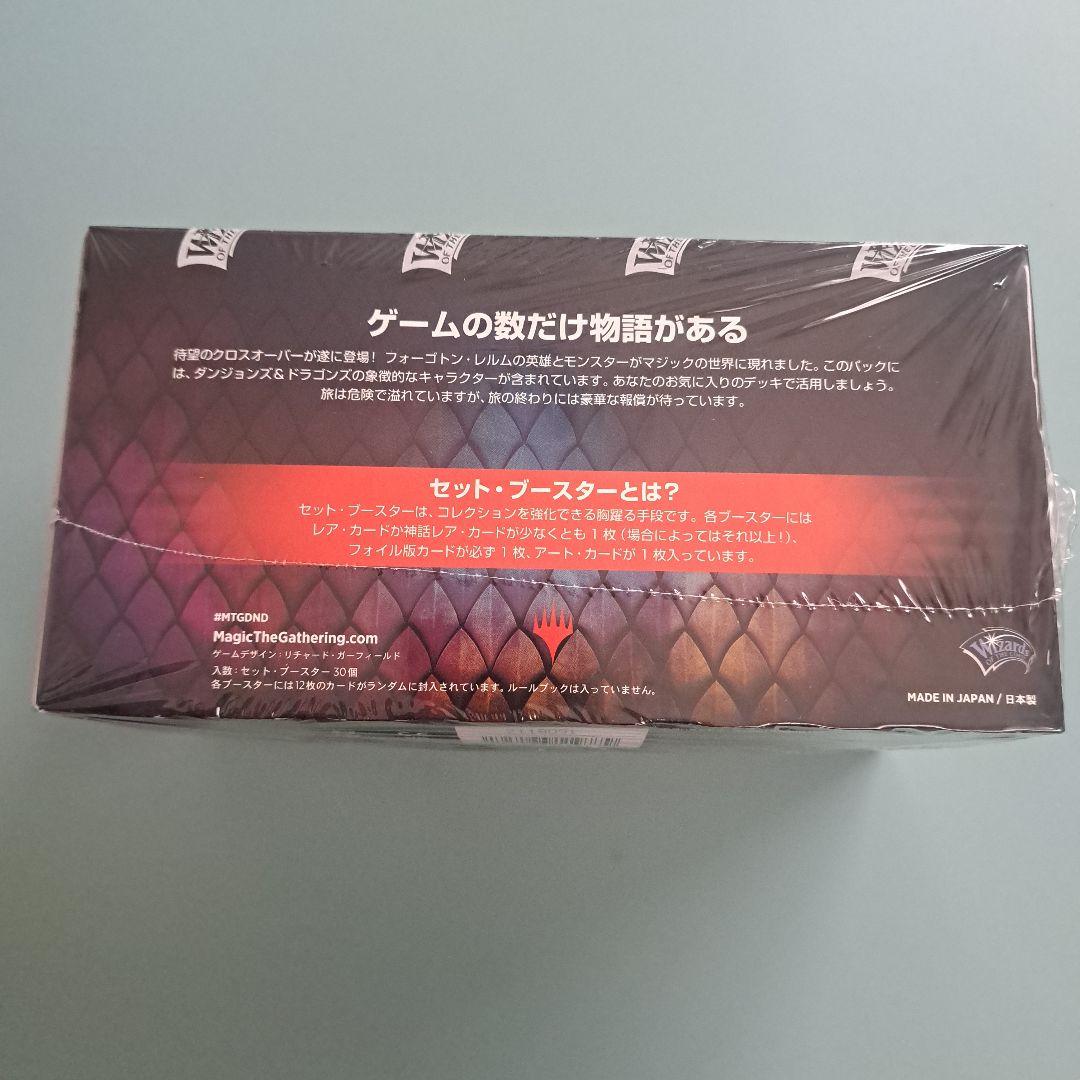 WIZARDS OF THE
WIZARDS OF THE
WIZARDS OF THE
WIZARDS OF THE
ゲームの数だけ物語がある
待望のクロスオーバーが遂に登場! フォーゴトン・レルムの英雄とモンスターがマジックの世界に現れました。このパックに
は、ダンジョンズ&ドラゴンズの象徴的なキャラクターが含まれています。あなたのお気に入りのデッキで活用しましょう。
旅は危険で溢れていますが、旅の終わりには豪華な報償が待っています。
セット・ブースターとは?
セット・ブースターは、コレクションを強化できる胸躍る手段です。各ブースターには
レア・カードか神話レア・カードが少なくとも1枚(場合によってはそれ以上!)、
フォイル版カードが必ず1枚、アート・カードが1枚入っています。
#MTGDND
MagicTheGathering.com
ゲームデザイン:リチャード・ガーフィールド
入数:セット・ブースター30個
各ブースターには12枚のカードがランダムに封入されています。ルールブックは入っていません。
Wizards
OF THE COAST
MADE IN JAPAN / 日本製